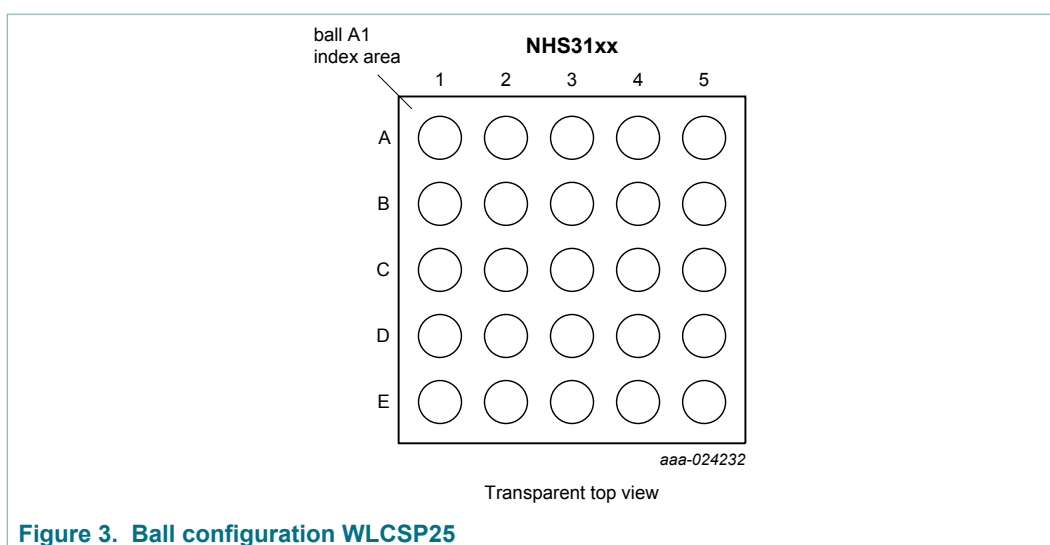 ball A1
index area
NHS31xx
1 2 3 4 5
A
B
C
D
E
aaa-024232
Transparent top view
Figure 3. Ball configuration WLCSP25